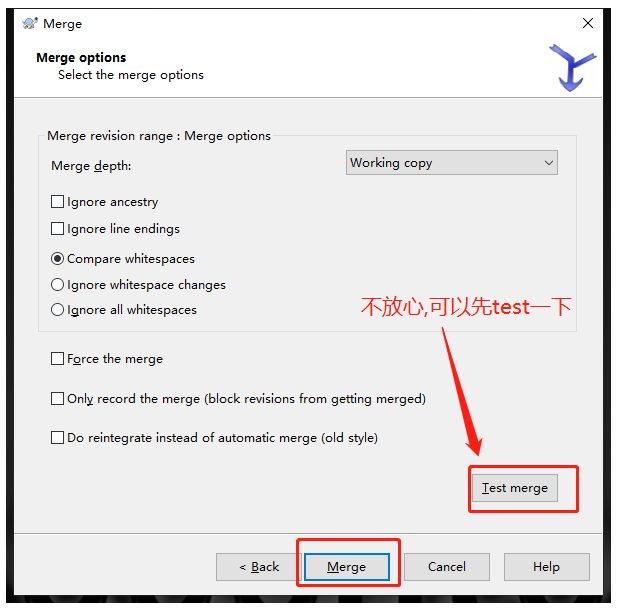 Merge
Merge options
Select the merge options
Merge revision range : Merge options
Merge depth:
Working copy
Ignore ancestry
Ignore line endings
Compare whitespaces
Ignore whitespace changes
Ignore all whitespaces
不放心,可以先test一下
Force the merge
Only record the merge (block revisions from getting merged)
Do reintegrate instead of automatic merge (old style)
Test merge
< Back
Merge
Cancel
Help